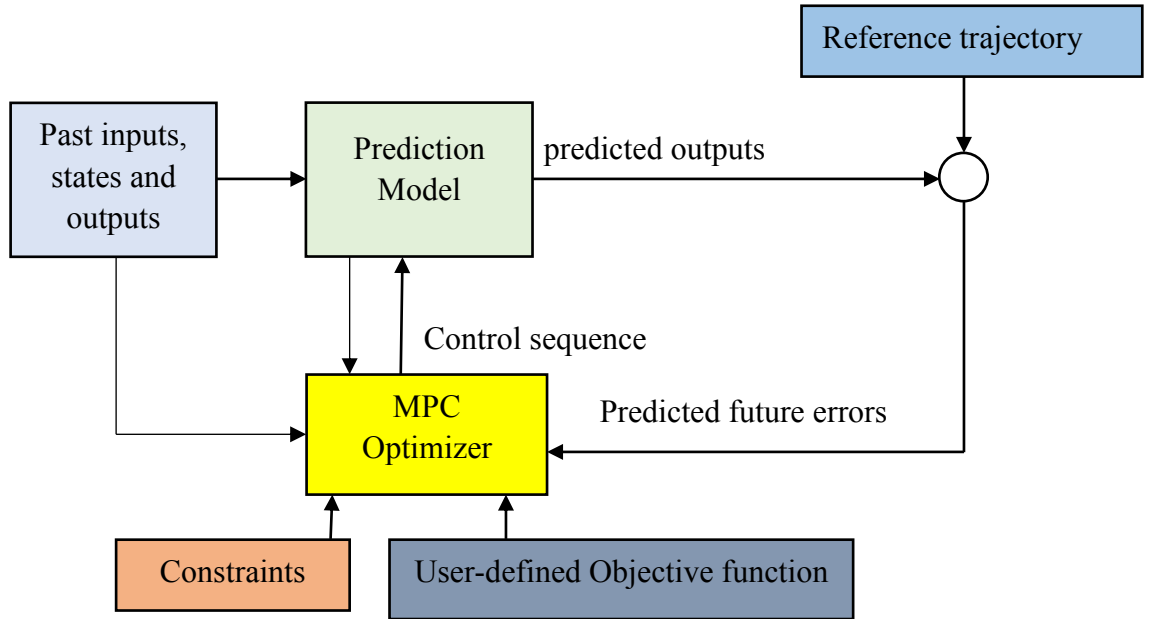 Reference trajectory
Past inputs,
states and
outputs
Prediction
Model
predicted outputs
Control sequence
MPC
Optimizer
Predicted future errors
Constraints
User-defined Objective function